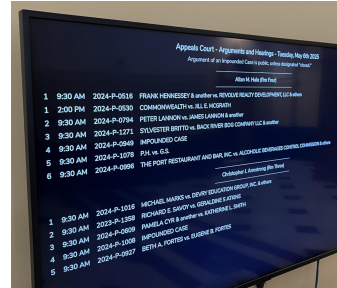 Appeals Court - Arguments and Hearings - Tuesday, May 6th 2025
Argument of an Impounded Case is public, unless designated "closed."
Allan M. Hale (Rm Four)
1 9:30 AM 2024-P-0516 FRANK HENNESSEY & another vs. REVOLVE REALTY DEVELOPMENT, LLC & others
1 2:00 PM 2024-P-0530 COMMONWEALTH vs. JILL E. MCGRATH
2 9:30 AM 2024-P-0794 PETER LANNON vs. JAMES LANNON & another
3 9:30 AM 2024-P-1271 SYLVESTER BRITTO vs. BACK RIVER BOG COMPANY LLC & another
4 9:30 AM 2024-P-0949 IMPOUNDED CASE
5 9:30 AM 2024-P-1078 P.H. vs. G.S.
6 9:30 AM 2024-P-0996 THE PORT RESTAURANT AND BAR, INC. vs. ALCOHOLIC BEVERAGES CONTROL COMMISSION & others
Christopher L Armstrong (Rm Three)
1 9:30 AM 2024-P-1016 MICHAEL MARKS vs. DEVRY EDUCATION GROUP, INC. & others
2 9:30 AM 2023-P-1358 RICHARD E. SAVOY vs. GERALDINE S. ATKINS
3 9:30 AM 2024-P-0609 PAMELA CYR & another vs. KATHERINE L. SMITH
4 9:30 AM 2024-P-1008 IMPOUNDED CASE
5 9:30 AM 2024-P-0927 BETH A. FORTES vs. EUGENE B. FORTES